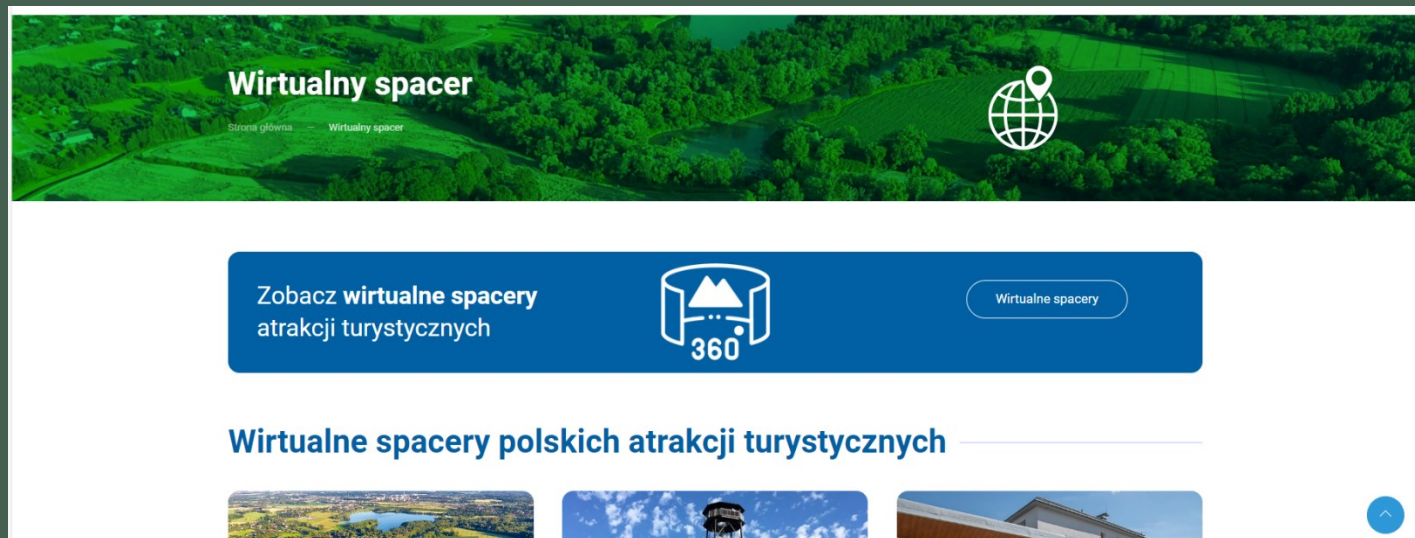 Wirtualny spacer
Strona główna — Wirtualny spacer
Zobacz wirtualne spacery
atrakcji turystycznych
360°
Wirtualne spacery
Wirtualne spacery polskich atrakcji turystycznych